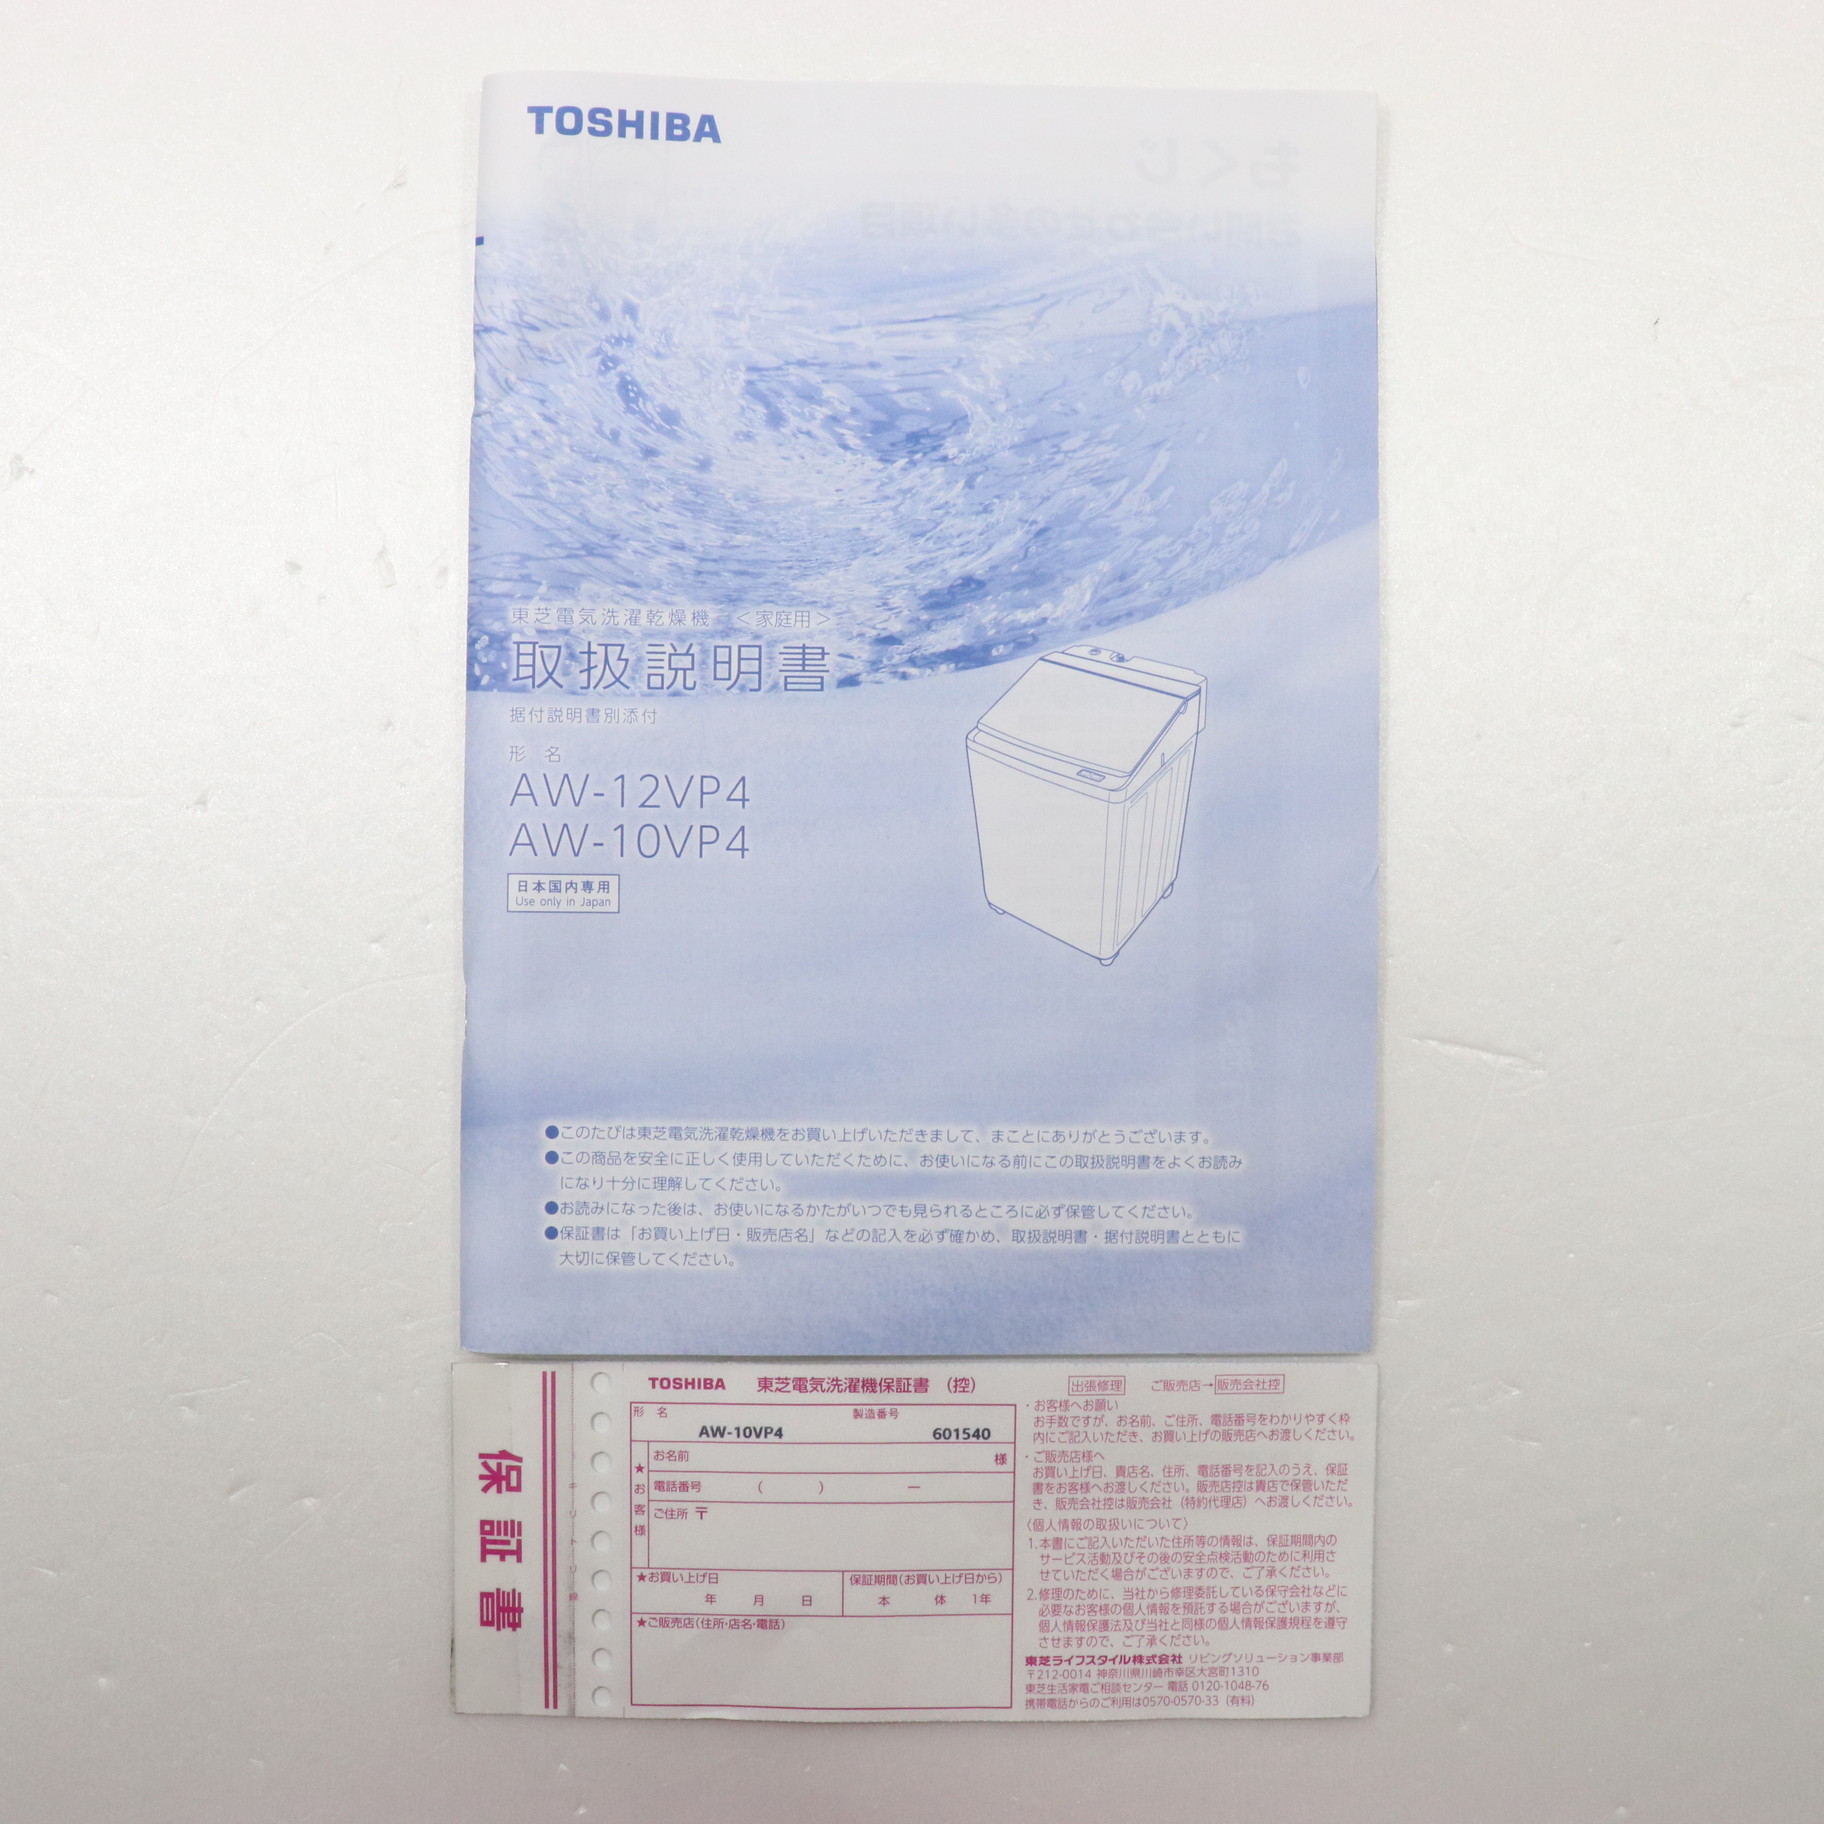 TOSHIBA
東芝電気洗濯乾燥機 <家庭用>
取扱説明書
据付説明書別添付
形 名
AW-12VP4
AW-10VP4
日本国内専用
Use only in Japan
●このたびは東芝電気洗濯乾燥機をお買い上げいただきまして、まことにありがとうございます。
●この商品を安全に正しく使用していただくために、お使いになる前にこの取扱説明書をよくお読み
になり十分に理解してください。
●お読みになった後は、お使いになるかたがいつでも見られるところに必ず保管してください。
●保証書は「お買い上げ日・販売店名」などの記入を必ず確かめ、取扱説明書・据付説明書とともに
大切に保管してください。
保証書
キリトリ線
TOSHIBA 東芝電気洗濯機保証書 (控)
形 名 製造番号
AW-10VP4 601540
★お客様
お名前 様
電話番号 ( ) ー
ご住所 〒
★お買い上げ日
年 月 日
保証期間(お買い上げ日から)
本 体 1年
★ご販売店(住所・店名・電話)
出張修理 ご販売店→販売会社控
・お客様へお願い
お手数ですが、お名前、ご住所、電話番号をわかりやすく枠
内にご記入いただき、お買い上げの販売店へお渡しください。
・ご販売店様へ
お買い上げ日、貴店名、住所、電話番号を記入のうえ、保証
書をお客様へお渡しください。販売店控は貴店で保管いただ
き、販売会社控は販売会社(特約代理店)へお渡しください。
〈個人情報の取扱いについて〉
1.本書にご記入いただいた住所等の情報は、保証期間内の
サービス活動及びその後の安全点検活動のために利用さ
せていただく場合がございますので、ご了承ください。
2.修理のために、当社から修理委託している保守会社などに
必要なお客様の個人情報を預託する場合がございますが、
個人情報保護法及び当社と同様の個人情報保護規程を遵守
させますので、ご了承ください。
東芝ライフスタイル株式会社 リビングソリューション事業部
〒212-0014 神奈川県川崎市幸区大宮町1310
東芝生活家電ご相談センター 電話 0120-1048-76
携帯電話からのご利用は0570-0570-33(有料)